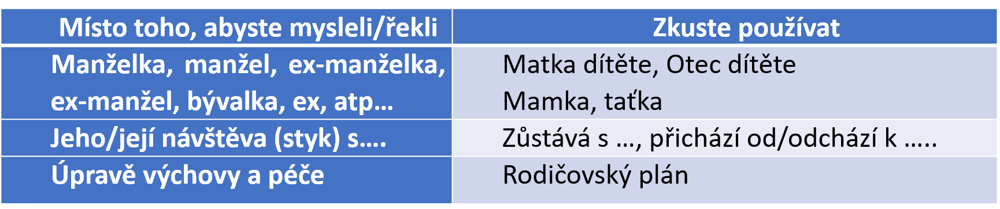 Místo toho, abyste mysleli/řekli
Zkuste používat
Manželka, manžel, ex-manželka,
ex-manžel, bývalka, ex, atp…
Matka dítěte, Otec dítěte
Mamka, taťka
Jeho/její návštěva (styk) s….
Zůstává s …, přichází od/odchází k …..
Úpravě výchovy a péče
Rodičovský plán